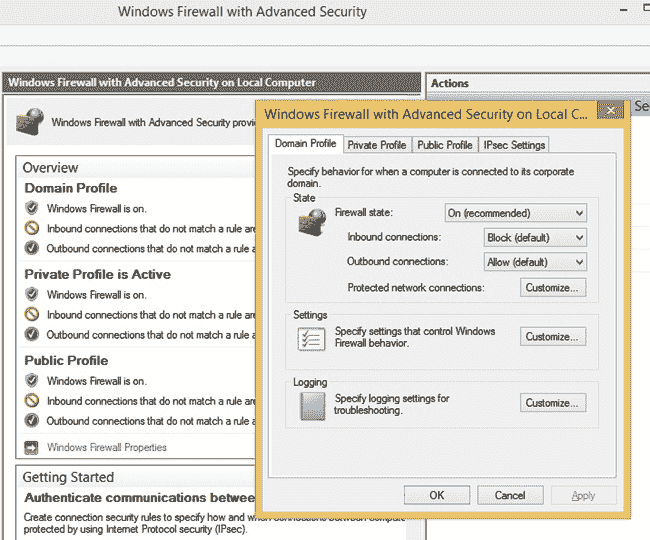 Windows Firewall with Advanced Security
Windows Firewall with Advanced Security on Local Computer
Actions
Windows Firewall with Advanced Security provi
Se
Overview
Domain Profile
Windows Firewall is on.
Inbound connections that do not match a rule are
Outbound connections that do not match a rule a
Private Profile is Active
Windows Firewall is on.
Inbound connections that do not match a rule are
Outbound connections that do not match a rule a
Public Profile
Windows Firewall is on.
Inbound connections that do not match a rule are
Outbound connections that do not match a rule a
Windows Firewall Properties
Getting Started
Authenticate communications betwee
Create connection security rules to specify how and
protected by using Internet Protocol security (IPsec).
Windows Firewall with Advanced Security on Local C...
Domain Profile Private Profile Public Profile IPsec Settings
Specify behavior for when a computer is connected to its corporate
domain.
State
Firewall state: On (recommended)
Inbound connections: Block (default)
Outbound connections: Allow (default)
Protected network connections: Customize...
Settings
Specify settings that control Windows
Firewall behavior.
Customize...
Logging
Specify logging settings for
troubleshooting.
Customize...
OK Cancel Apply